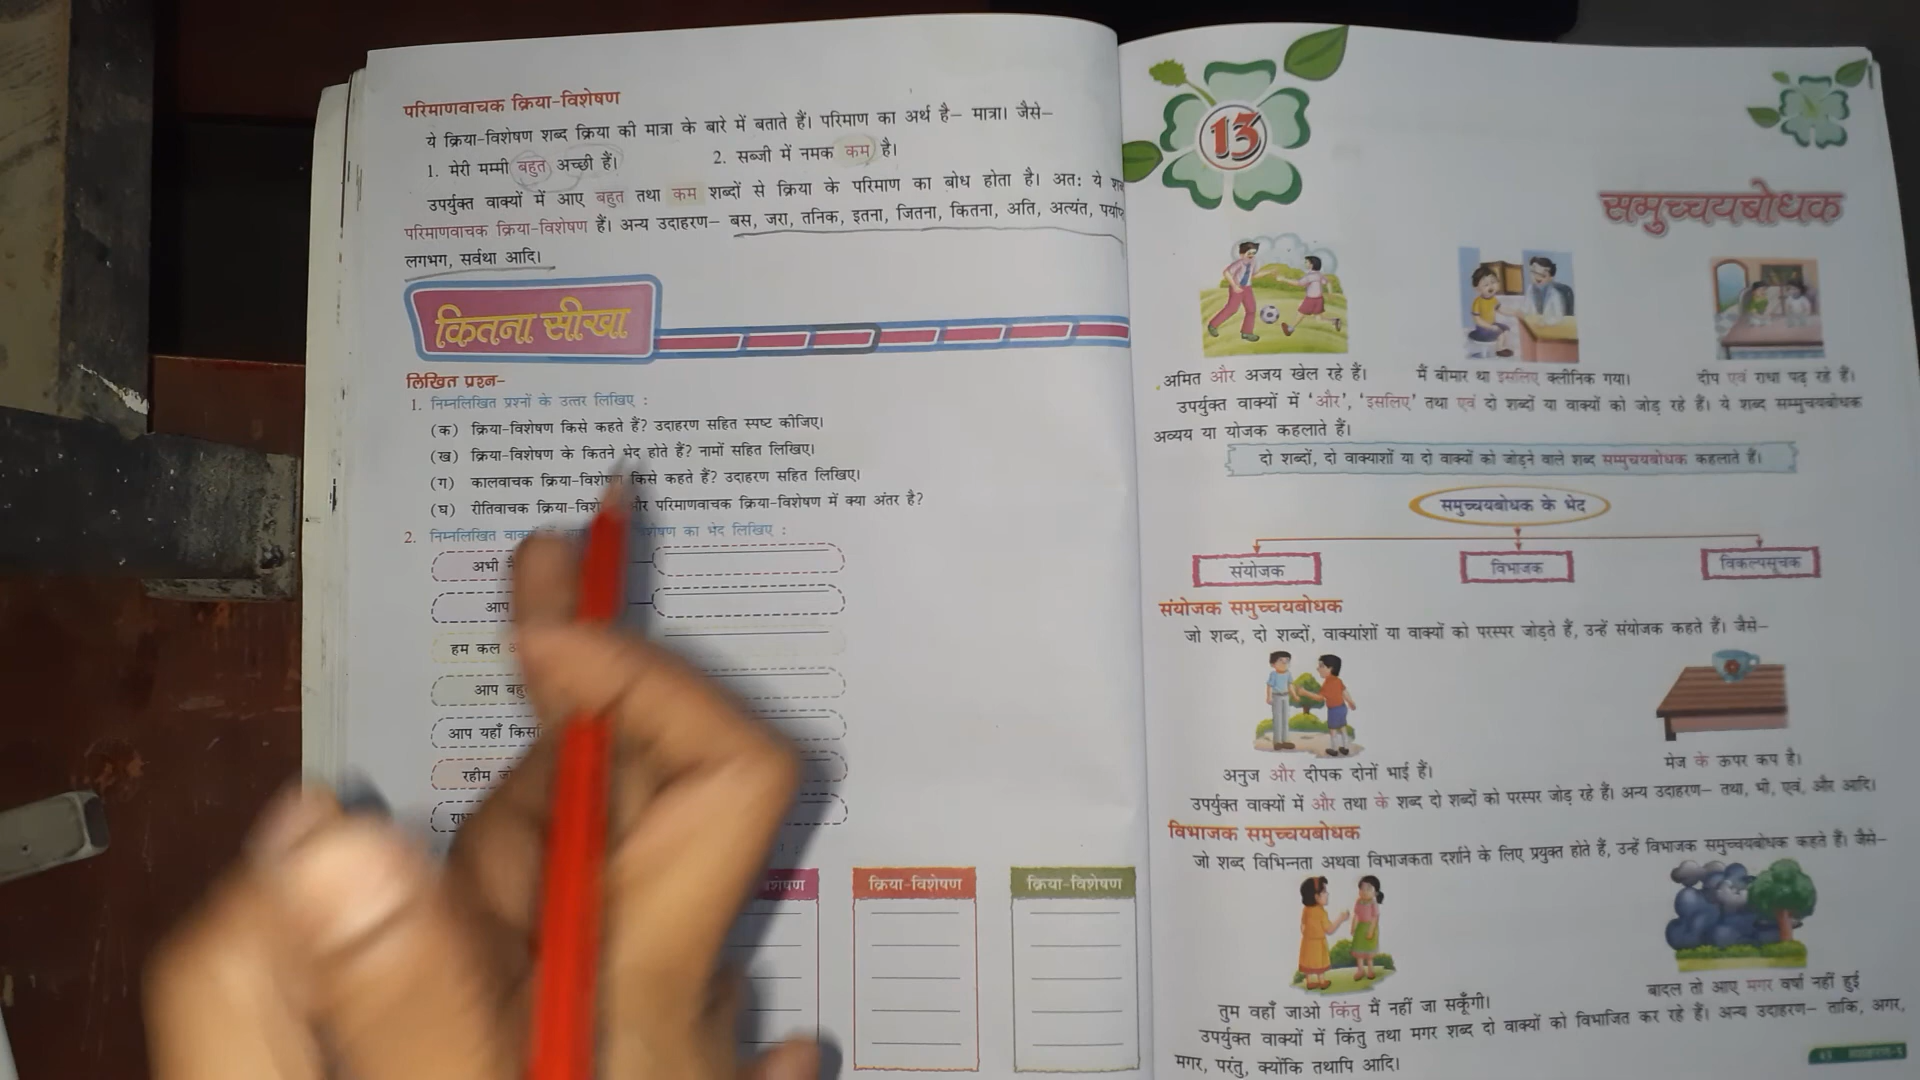 परिमाणवाचक क्रिया-विशेषण
ये क्रिया-विशेषण शब्द क्रिया की मात्रा के बारे में बताते हैं। परिमाण का अर्थ है– मात्रा। जैसे–
1. मेरी मम्मी बहुत अच्छी हैं। 2. सब्जी में नमक कम है।
उपर्युक्त वाक्यों में आए बहुत तथा कम शब्दों से क्रिया के परिमाण का बोध होता है। अत: ये
परिमाणवाचक क्रिया-विशेषण हैं। अन्य उदाहरण– बस, जरा, तनिक, इतना, जितना, कितना, अति, अत्यंत,
लगभग, सर्वथा आदि।
कितना सीखा
लिखित प्रश्न–
1. निम्नलिखित प्रश्नों के उत्तर लिखिए :
(क) क्रिया-विशेषण किसे कहते हैं? उदाहरण सहित स्पष्ट कीजिए।
(ख) क्रिया-विशेषण के कितने भेद होते हैं? नामों सहित लिखिए।
(ग) कालवाचक क्रिया-विशेषण किसे कहते हैं? उदाहरण सहित लिखिए।
(घ) रीतिवाचक और परिमाणवाचक क्रिया-विशेषण में क्या अंतर है?
2. निम्नलिखित का भेद लिखिए :
अभी
आप
हम कल
आप
आप यहाँ
रहीम
क्रिया-विशेषण क्रिया-विशेषण
13
समुच्चयबोधक
अमित और अजय खेल रहे हैं। मैं बीमार था इसलिए क्लीनिक गया। दीप एवं राधा पढ़ रहे हैं।
उपर्युक्त वाक्यों में ‘और’, ‘इसलिए’ तथा एवं दो शब्दों या वाक्यों को जोड़ रहे हैं। ये शब्द सम्मुचयबोधक
अव्यय या योजक कहलाते हैं।
दो शब्दों, दो वाक्याशों या दो वाक्यों को जोड़ने वाले शब्द सम्मुचयबोधक कहलाते हैं।
समुच्चयबोधक के भेद
संयोजक विभाजक विकल्पसूचक
संयोजक समुच्चयबोधक
जो शब्द, दो शब्दों, वाक्यांशों या वाक्यों को परस्पर जोड़ते हैं, उन्हें संयोजक कहते हैं। जैसे–
अनुज और दीपक दोनों भाई हैं। मेज के ऊपर कप है।
उपर्युक्त वाक्यों में और तथा के शब्द दो शब्दों को परस्पर जोड़ रहे हैं। अन्य उदाहरण– तथा, भी, एवं, और आदि।
विभाजक समुच्चयबोधक
जो शब्द विभिन्नता अथवा विभाजकता दर्शाने के लिए प्रयुक्त होते हैं, उन्हें विभाजक समुच्चयबोधक कहते हैं। जैसे–
तुम वहाँ जाओ किंतु मैं नहीं जा सकूँगी। बादल तो आए मगर वर्षा नहीं हुई
उपर्युक्त वाक्यों में किंतु तथा मगर शब्द दो वाक्यों को विभाजित कर रहे हैं। अन्य उदाहरण– ताकि, अगर,
मगर, परंतु, क्योंकि तथापि आदि।